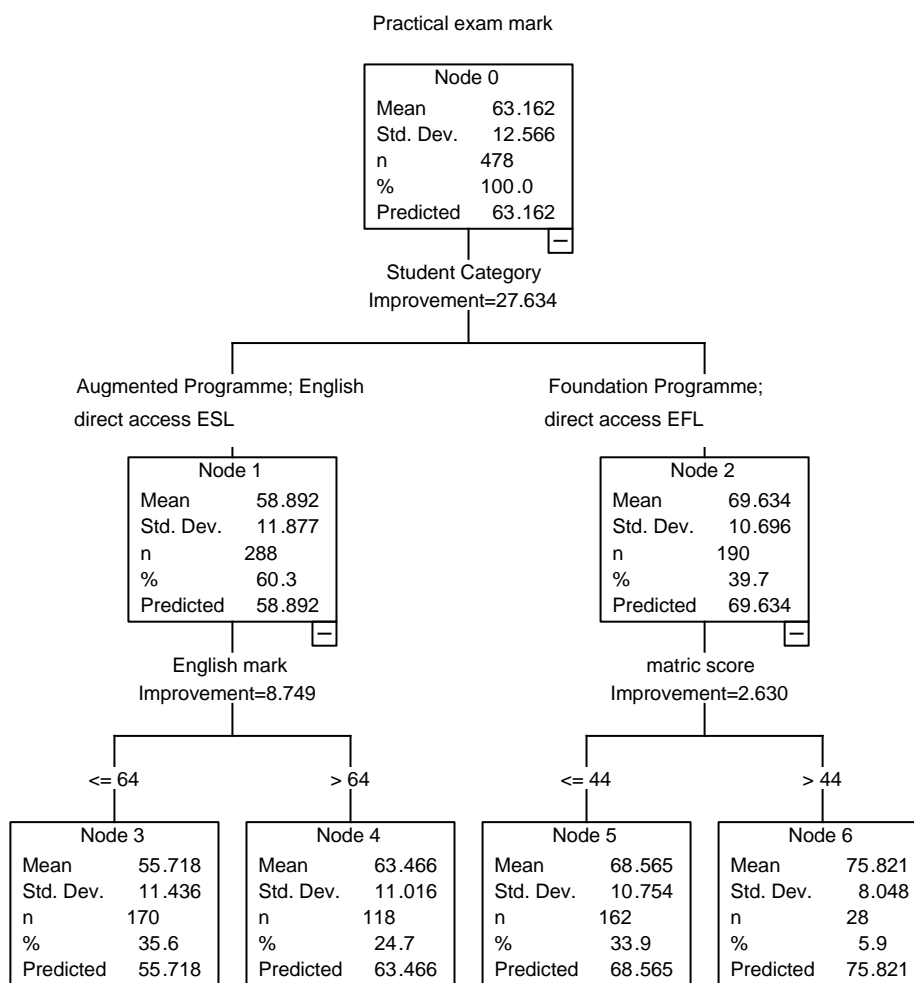 Practical exam mark
Node 0
Mean 63.162
Std. Dev. 12.566
n 478
% 100.0
Predicted 63.162
Student Category
Improvement=27.634
Augmented Programme; English
direct access ESL
Foundation Programme;
direct access EFL
Node 1
Mean 58.892
Std. Dev. 11.877
n 288
% 60.3
Predicted 58.892
Node 2
Mean 69.634
Std. Dev. 10.696
n 190
% 39.7
Predicted 69.634
English mark
Improvement=8.749
matric score
Improvement=2.630
<= 64
> 64
<= 44
> 44
Node 3
Mean 55.718
Std. Dev. 11.436
n 170
% 35.6
Predicted 55.718
Node 4
Mean 63.466
Std. Dev. 11.016
n 118
% 24.7
Predicted 63.466
Node 5
Mean 68.565
Std. Dev. 10.754
n 162
% 33.9
Predicted 68.565
Node 6
Mean 75.821
Std. Dev. 8.048
n 28
% 5.9
Predicted 75.821